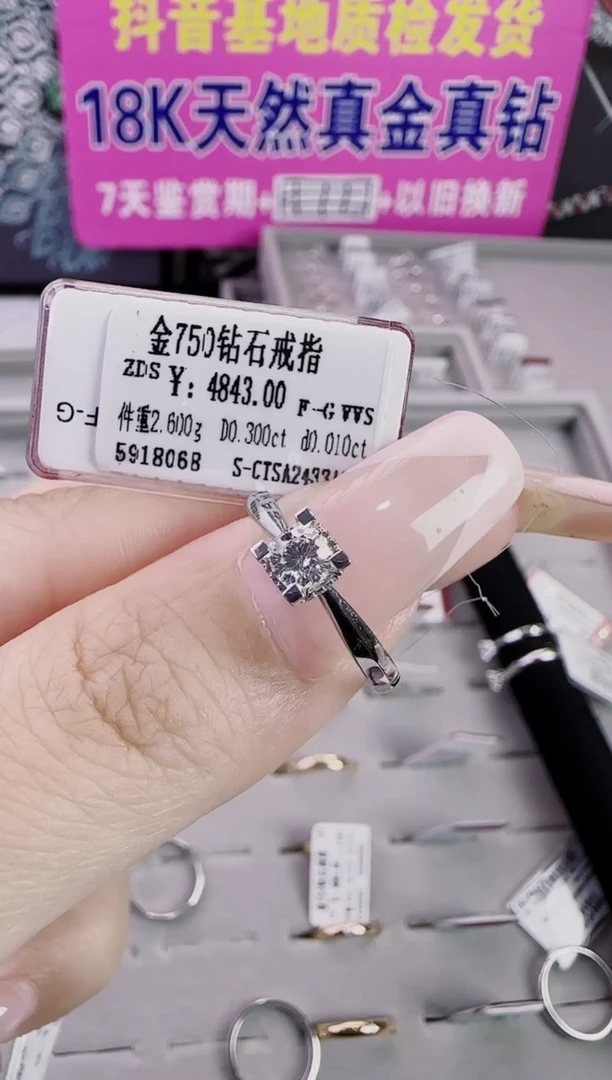 抖音基地质检发货
18K天然真金真钻
7天鉴赏期+
+以旧换新
金750钻石戒指
ZDS ¥: 4843.00 F-G VVS
F-G
件重2.600g D0.300ct d0.010ct
5918068 S-CTSA2433